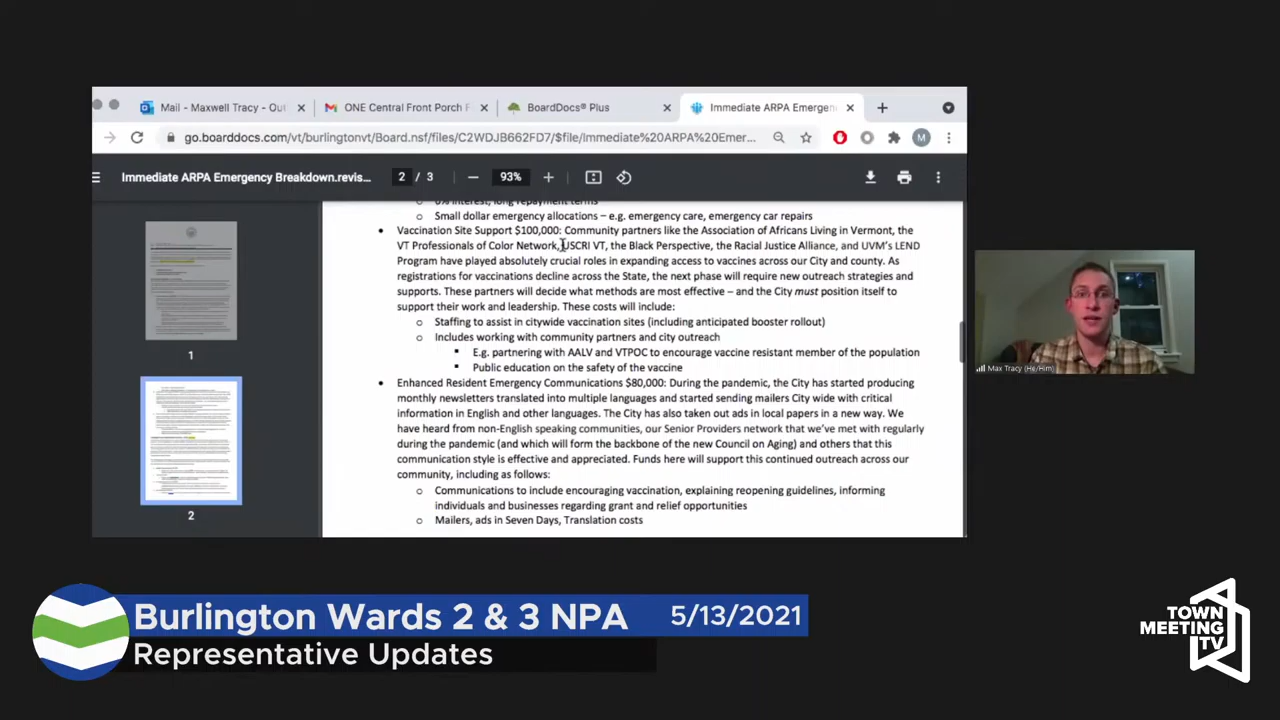 Mail - Maxwell Tracy - Out
ONE Central Front Porch F
BoardDocs® Plus
Immediate ARPA Emergen
go.boarddocs.com/vt/burlingtonvt/Board.nsf/files/C2WDJB662FD7/$file/Immediate%20ARPA%20Emer...
M
Immediate ARPA Emergency Breakdown.revis...
2 / 3
93%
0% interest, long repayment terms
○ Small dollar emergency allocations – e.g. emergency care, emergency car repairs
• Vaccination Site Support $100,000: Community partners like the Association of Africans Living in Vermont, the
VT Professionals of Color Network, USCRI VT, the Black Perspective, the Racial Justice Alliance, and UVM's LEND
Program have played absolutely crucial roles in expanding access to vaccines across our City and county. As
registrations for vaccinations decline across the State, the next phase will require new outreach strategies and
supports. These partners will decide what methods are most effective – and the City must position itself to
support their work and leadership. These costs will include:
○ Staffing to assist in citywide vaccination sites (including anticipated booster rollout)
○ Includes working with community partners and city outreach
▪ E.g. partnering with AALV and VTPOC to encourage vaccine resistant member of the population
▪ Public education on the safety of the vaccine
• Enhanced Resident Emergency Communications $80,000: During the pandemic, the City has started producing
monthly newsletters translated into multiple languages and started sending mailers City wide with critical
information in English and other languages. The City has also taken out ads in local papers in a new way. We
have heard from non-English speaking communities, our Senior Providers network that we've met with regularly
during the pandemic (and which will form the backbone of the new Council on Aging) and others that this
communication style is effective and appreciated. Funds here will support this continued outreach across our
community, including as follows:
○ Communications to include encouraging vaccination, explaining reopening guidelines, informing
individuals and businesses regarding grant and relief opportunities
○ Mailers, ads in Seven Days, Translation costs
1
2
Max Tracy (He/Him)
Burlington Wards 2 & 3 NPA
5/13/2021
Representative Updates
TOWN
MEETING
TV